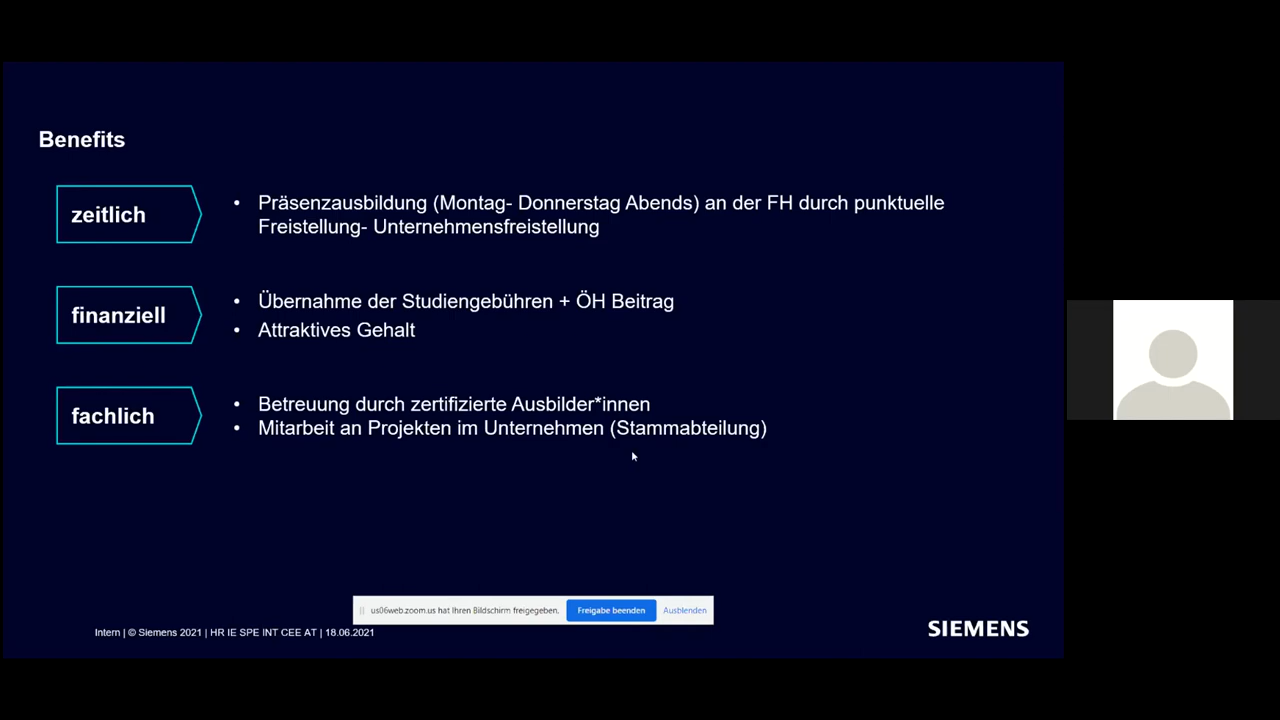 Benefits
zeitlich
• Präsenzausbildung (Montag- Donnerstag Abends) an der FH durch punktuelle
Freistellung- Unternehmensfreistellung
finanziell
• Übernahme der Studiengebühren + ÖH Beitrag
• Attraktives Gehalt
fachlich
• Betreuung durch zertifizierte Ausbilder*innen
• Mitarbeit an Projekten im Unternehmen (Stammabteilung)
us06web.zoom.us hat Ihren Bildschirm freigegeben. Freigabe beenden Ausblenden
Intern | © Siemens 2021 | HR IE SPE INT CEE AT | 18.06.2021
SIEMENS